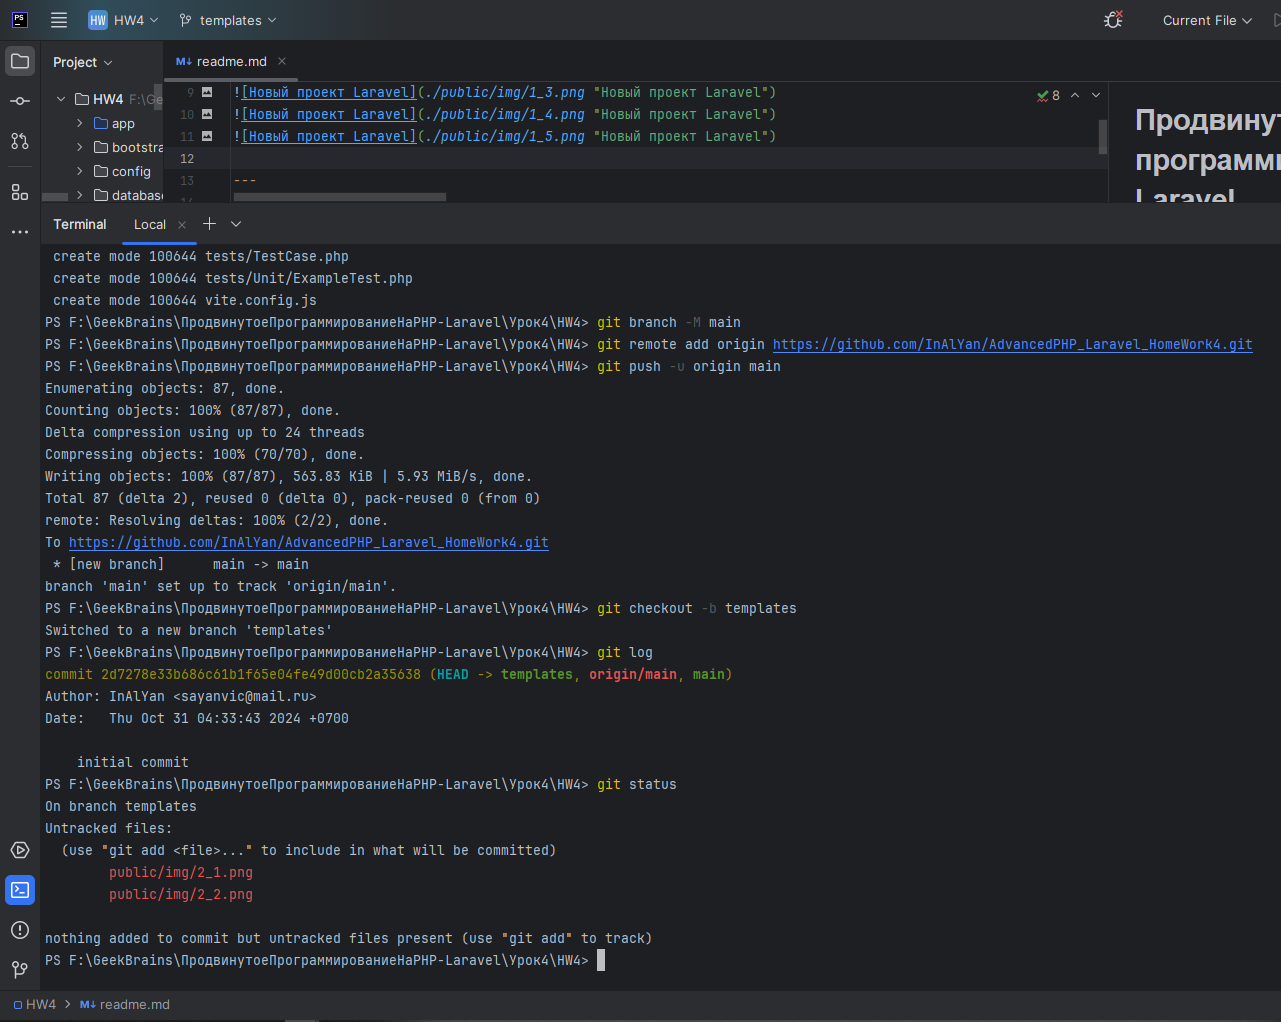 PS
HW HW4 templates Current File
Project
readme.md
HW4 F:\Ge
app
bootstra
config
database
9 ![Новый проект Laravel](./public/img/1_3.png "Новый проект Laravel")
10 ![Новый проект Laravel](./public/img/1_4.png "Новый проект Laravel")
11 ![Новый проект Laravel](./public/img/1_5.png "Новый проект Laravel")
12
13 ---
8
Продвинут
программи
Laravel
Terminal Local
create mode 100644 tests/TestCase.php
create mode 100644 tests/Unit/ExampleTest.php
create mode 100644 vite.config.js
PS F:\GeekBrains\ПродвинутоеПрограммированиеНаPHP-Laravel\Урок4\HW4> git branch -M main
PS F:\GeekBrains\ПродвинутоеПрограммированиеНаPHP-Laravel\Урок4\HW4> git remote add origin https://github.com/InAlYan/AdvancedPHP_Laravel_HomeWork4.git
PS F:\GeekBrains\ПродвинутоеПрограммированиеНаPHP-Laravel\Урок4\HW4> git push -u origin main
Enumerating objects: 87, done.
Counting objects: 100% (87/87), done.
Delta compression using up to 24 threads
Compressing objects: 100% (70/70), done.
Writing objects: 100% (87/87), 563.83 KiB | 5.93 MiB/s, done.
Total 87 (delta 2), reused 0 (delta 0), pack-reused 0 (from 0)
remote: Resolving deltas: 100% (2/2), done.
To https://github.com/InAlYan/AdvancedPHP_Laravel_HomeWork4.git
* [new branch] main -> main
branch 'main' set up to track 'origin/main'.
PS F:\GeekBrains\ПродвинутоеПрограммированиеНаPHP-Laravel\Урок4\HW4> git checkout -b templates
Switched to a new branch 'templates'
PS F:\GeekBrains\ПродвинутоеПрограммированиеНаPHP-Laravel\Урок4\HW4> git log
commit 2d7278e33b686c61b1f65e04fe49d00cb2a35638 (HEAD -> templates, origin/main, main)
Author: InAlYan <sayanvic@mail.ru>
Date: Thu Oct 31 04:33:43 2024 +0700
initial commit
PS F:\GeekBrains\ПродвинутоеПрограммированиеНаPHP-Laravel\Урок4\HW4> git status
On branch templates
Untracked files:
(use "git add <file>..." to include in what will be committed)
public/img/2_1.png
public/img/2_2.png
nothing added to commit but untracked files present (use "git add" to track)
PS F:\GeekBrains\ПродвинутоеПрограммированиеНаPHP-Laravel\Урок4\HW4>
HW4 > readme.md